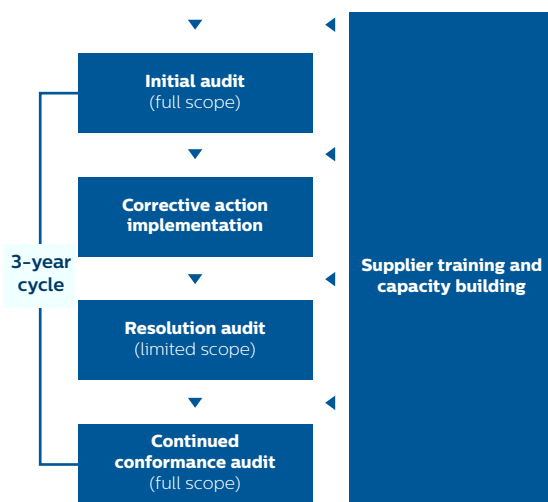 Initial audit
(full scope)
Corrective action
implementation
3-year
cycle
Supplier training and
capacity building
Resolution audit
(limited scope)
Continued
conformance audit
(full scope)